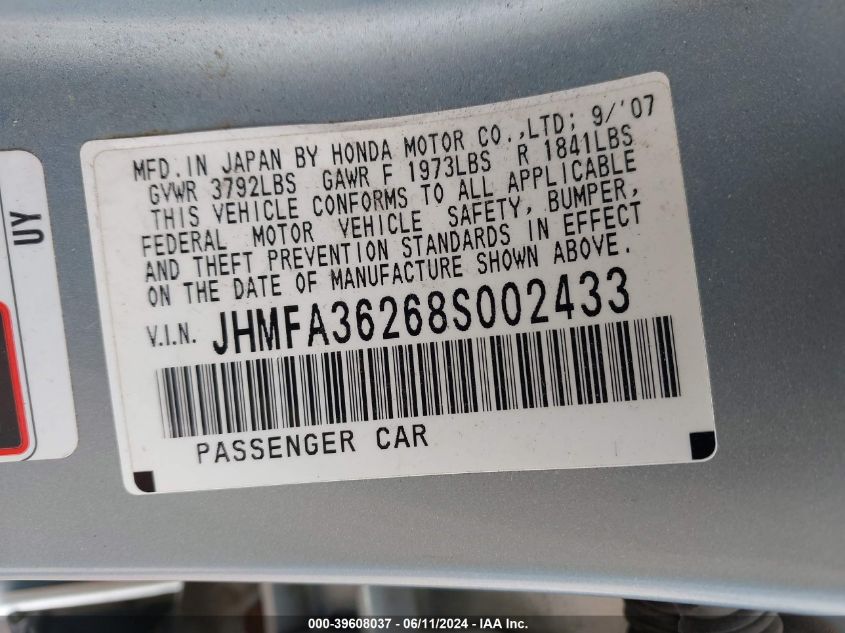 MFD.IN JAPAN BY HONDA MOTOR CO.,LTD; 9/'07
GVWR 3792LBS GAWR F 1973LBS R 1841LBS
THIS VEHICLE CONFORMS TO ALL APPLICABLE
FEDERAL MOTOR VEHICLE SAFETY, BUMPER,
AND THEFT PREVENTION STANDARDS IN EFFECT
ON THE DATE OF MANUFACTURE SHOWN ABOVE.
V.I.N. JHMFA36268S002433
PASSENGER CAR
UY
000-39608037 - 06/11/2024 - IAA Inc.